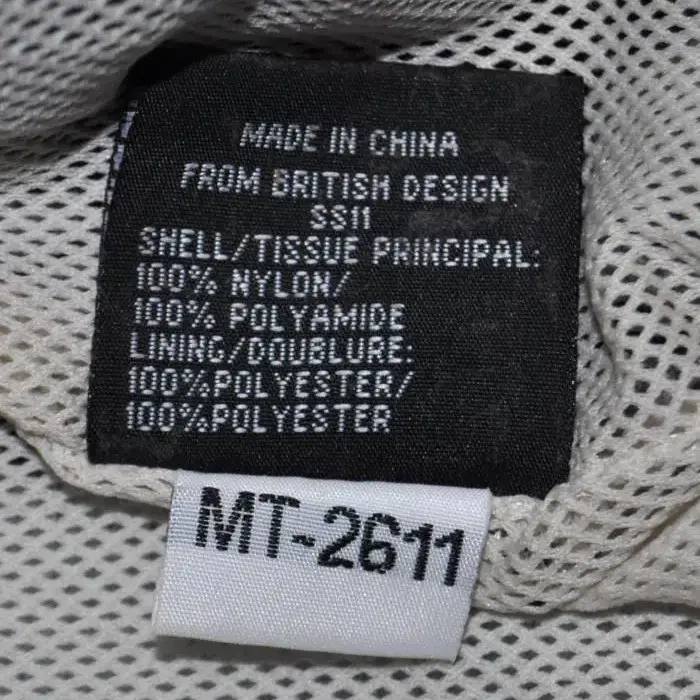 MADE IN CHINA
FROM BRITISH DESIGN
SS11
SHELL/TISSUE PRINCIPAL:
100% NYLON/
100% POLYAMIDE
LINING/DOUBLURE:
100%POLYESTER/
100%POLYESTER
MT-2611